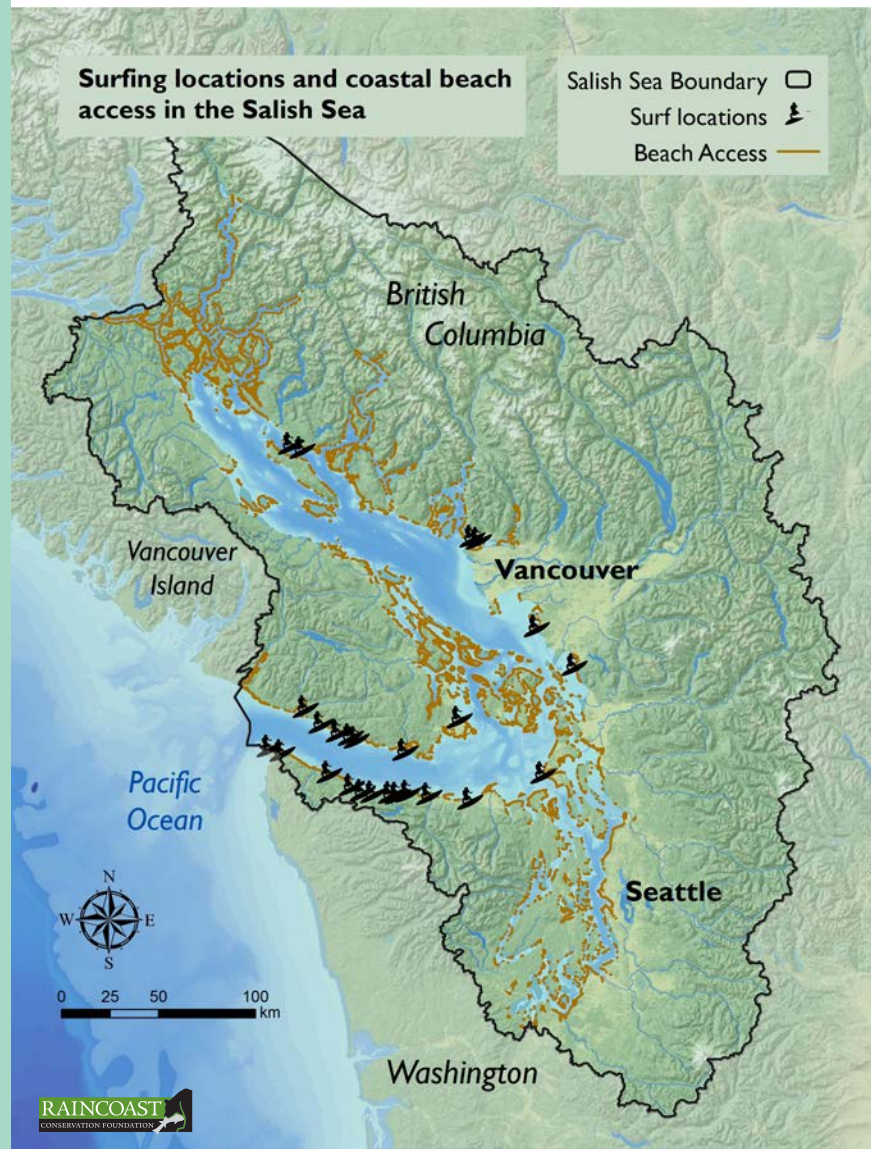 Surfing locations and coastal beach
access in the Salish Sea
Salish Sea Boundary
Surf locations
Beach Access
British
Columbia
Vancouver
Island
Vancouver
Pacific
Ocean
Seattle
N
W E
S
0 25 50 100
km
Washington
RAINCOAST
CONSERVATION FOUNDATION